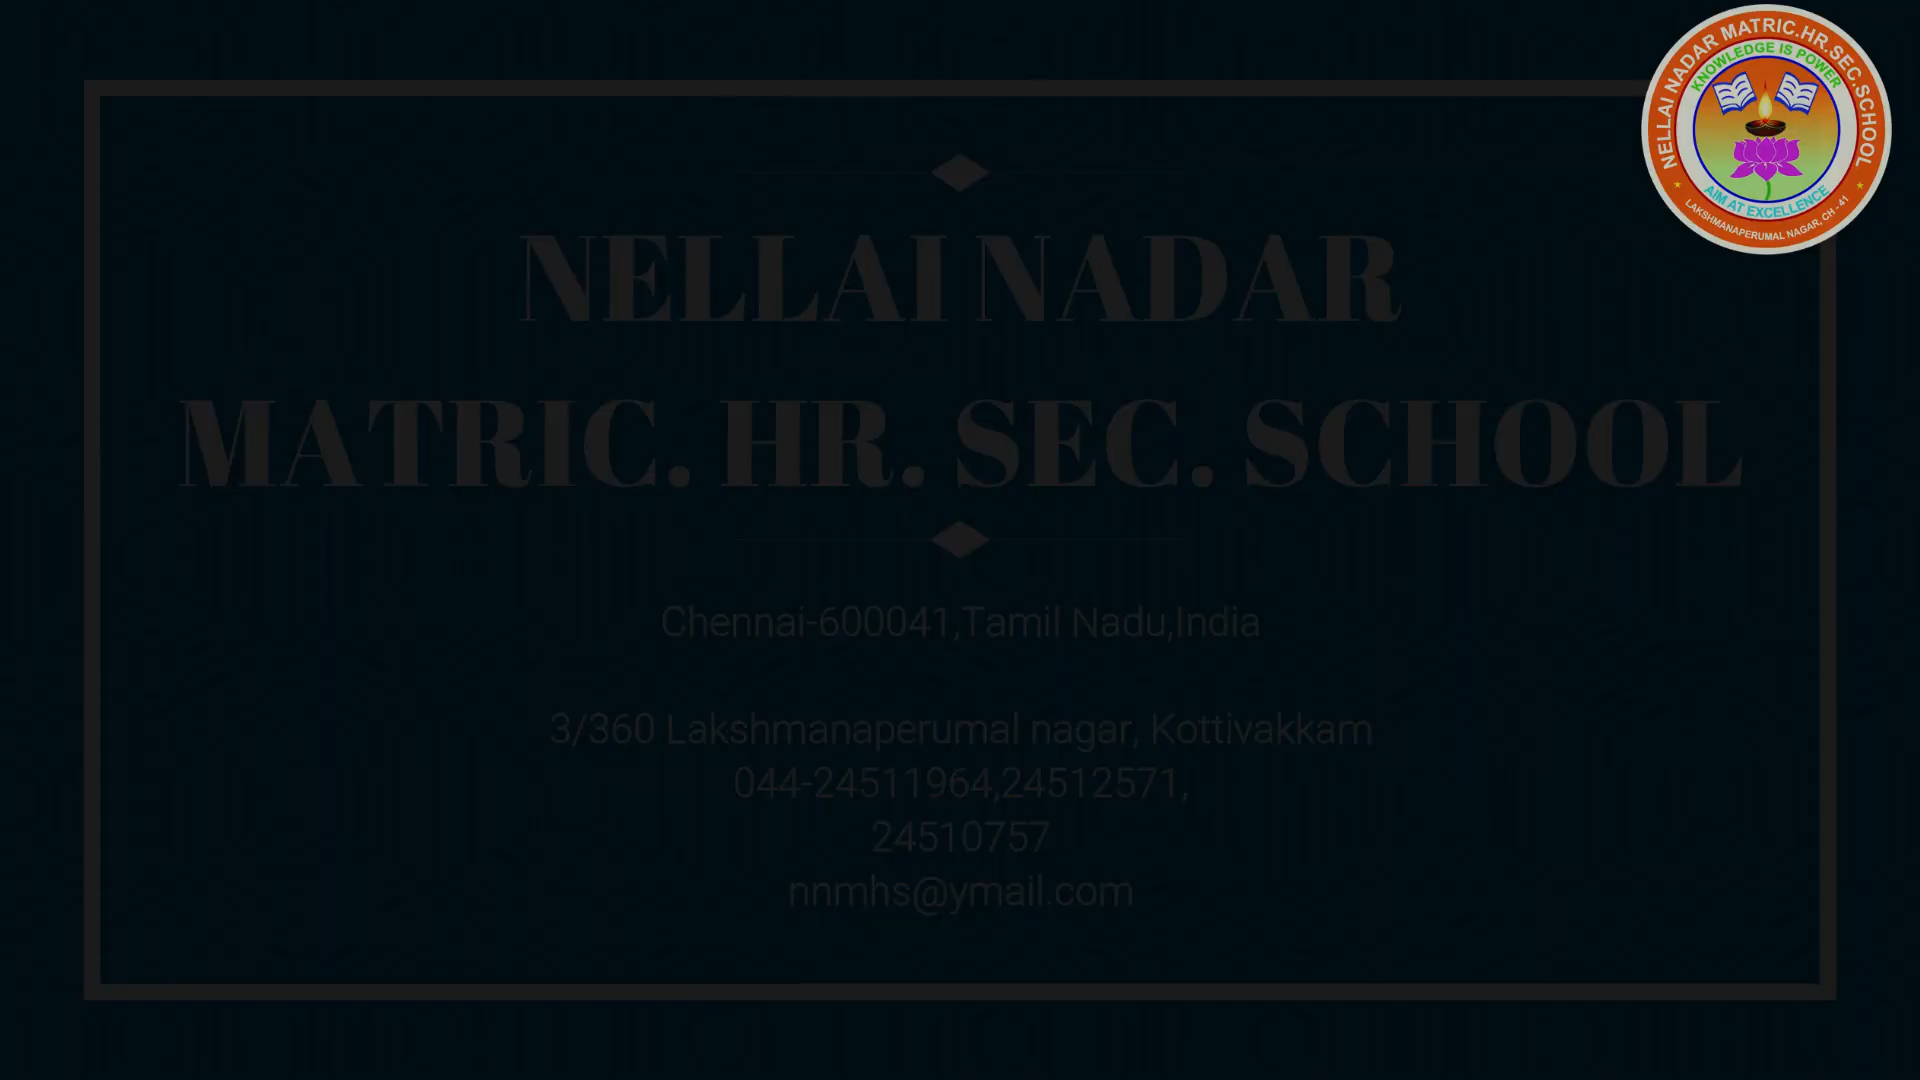 NELLAI NADAR MATRIC.HR.SEC.SCHOOL
KNOWLEDGE IS POWER
AIM AT EXCELLENCE
LAKSHMANAPERUMAL NAGAR, CH - 41
NELLAI NADAR
MATRIC. HR. SEC. SCHOOL
Chennai-600041,Tamil Nadu,India
3/360 Lakshmanaperumal nagar, Kottivakkam
044-24511964,24512571,
24510757
nnmhs@ymail.com